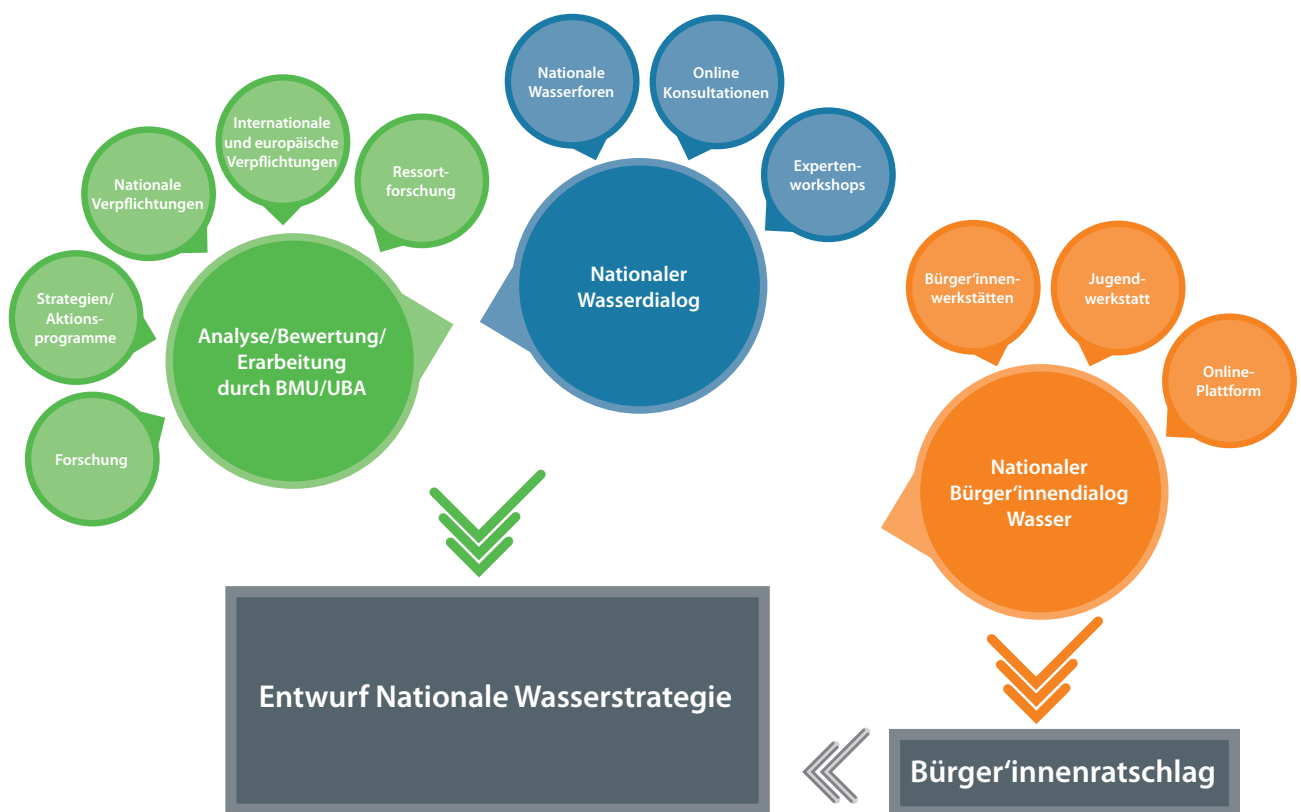 Nationale
Wasserforen
Online
Konsultationen
Experten-
workshops
Internationale
und europäische
Verpflichtungen
Ressort-
forschung
Nationale
Verpflichtungen
Strategien/
Aktions-
programme
Forschung
Analyse/Bewertung/
Erarbeitung
durch BMU/UBA
Nationaler
Wasserdialog
Bürger‘innen-
werkstätten
Jugend-
werkstatt
Online-
Plattform
Nationaler
Bürger‘innendialog
Wasser
Entwurf Nationale Wasserstrategie
Bürger‘innenratschlag